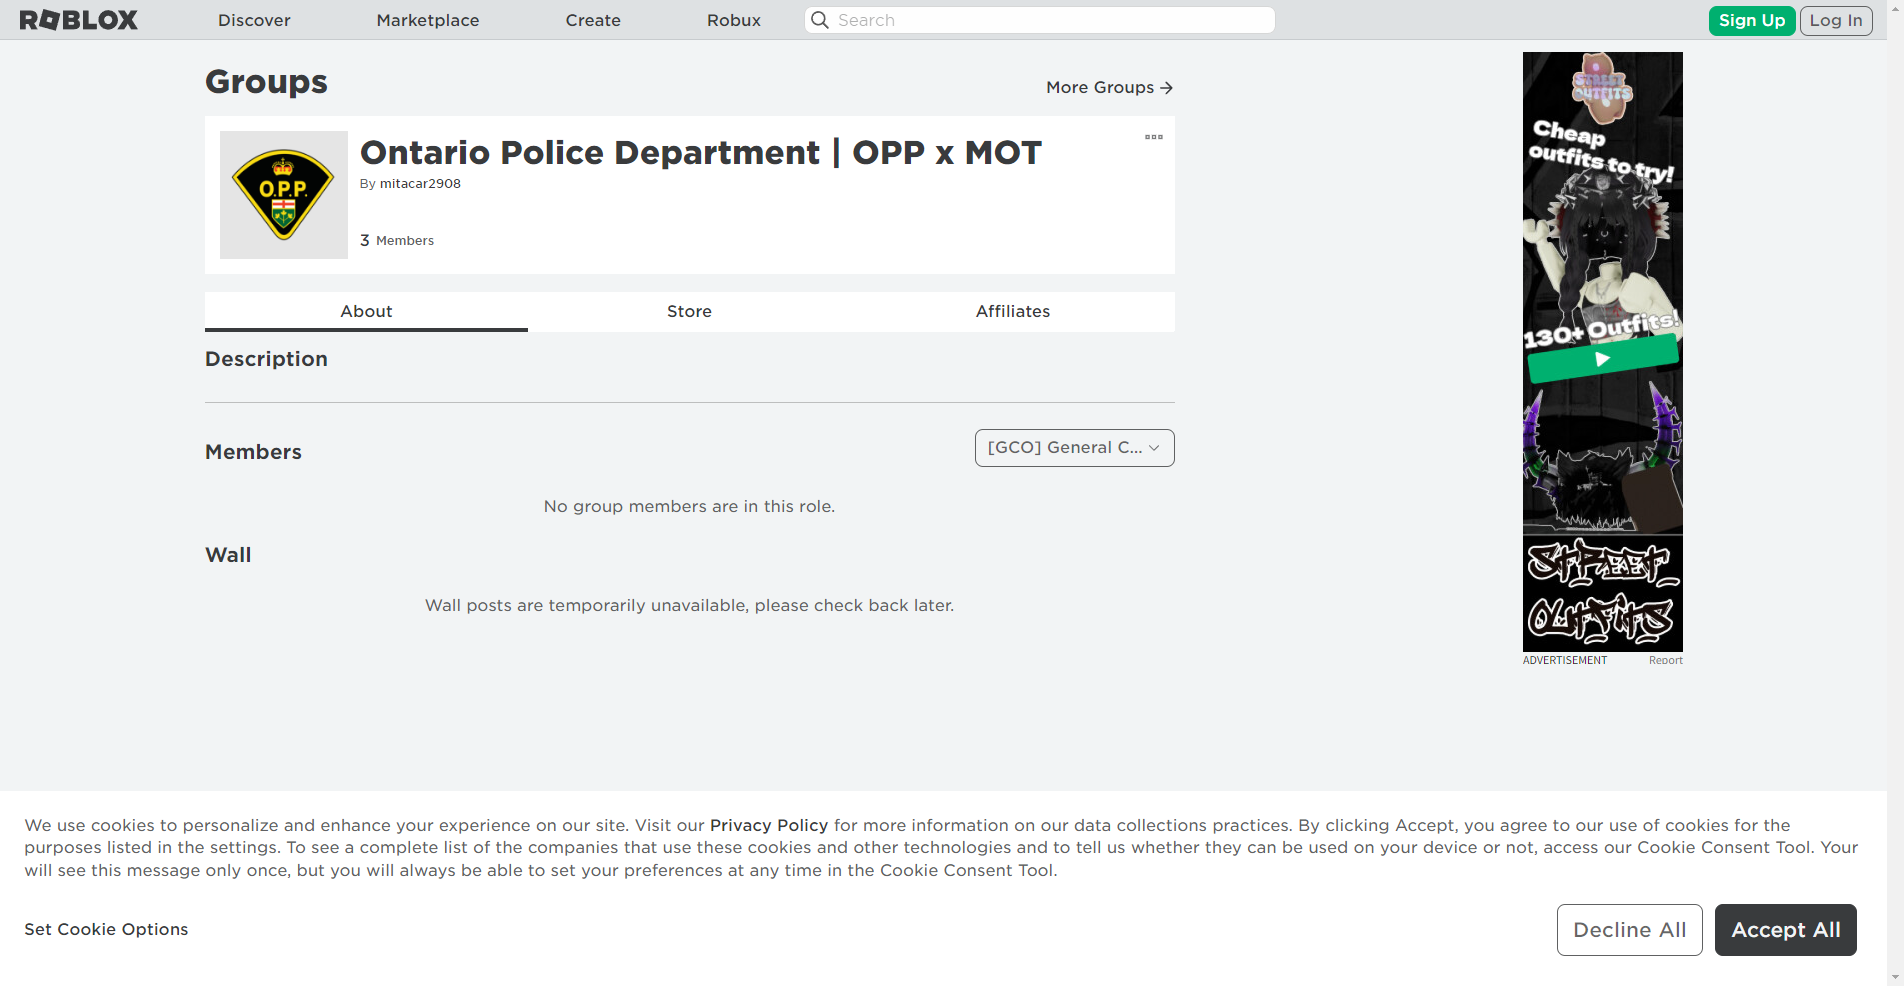 ROBLOX
Discover
Marketplace
Create
Robux
Search
Sign Up
Log In
Groups
More Groups
O.P.P.
Ontario Police Department | OPP x MOT
By mitacar2908
3 Members
About
Store
Affiliates
Description
Members
[GCO] General C...
No group members are in this role.
Wall
Wall posts are temporarily unavailable, please check back later.
STREET
OUTFITS
Cheap
outfits to try!
130+ Outfits!
STREET
OUTFITS
ADVERTISEMENT
Report
We use cookies to personalize and enhance your experience on our site. Visit our Privacy Policy for more information on our data collections practices. By clicking Accept, you agree to our use of cookies for the
purposes listed in the settings. To see a complete list of the companies that use these cookies and other technologies and to tell us whether they can be used on your device or not, access our Cookie Consent Tool. Your
will see this message only once, but you will always be able to set your preferences at any time in the Cookie Consent Tool.
Set Cookie Options
Decline All
Accept All